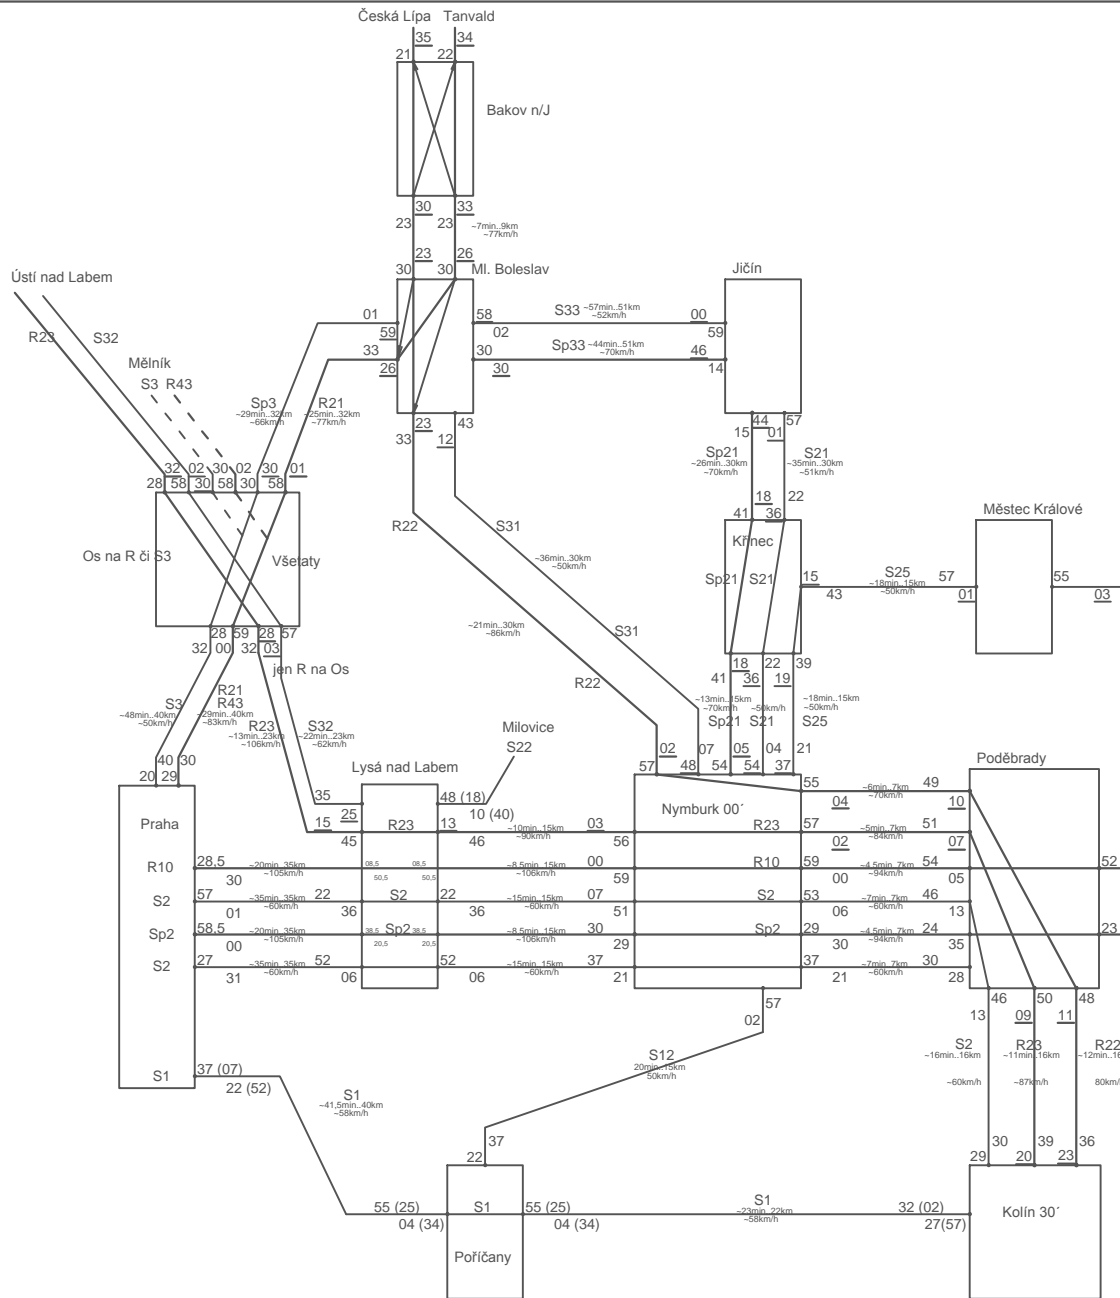 Česká Lípa Tanvald
35 34
21 22
Bakov n/J
30 33
23 23
~7min..9km
~77km/h
23 26
30 30
Ml. Boleslav
Jičín
Ústí nad Labem
R23
S32
Mělník
S3 R43
01
59
33
26
58
02
S33 ~57min..51km
~52km/h
00
59
30
30
Sp33 ~44min..51km
~70km/h
46
14
Sp3
~29min..32km
~66km/h
R21
~25min..32km
~77km/h
23
33
43
12
44
15
57
01
Sp21
~26min..30km
~70km/h
S21
~35min..30km
~51km/h
32 02 30 02 30 01
28 58 30 58 30 58
18
41
22
36
Městec Králové
Os na R či S3
Všetaty
R22
S31
~36min..30km
~50km/h
Křinec
Sp21 S21
15
43
S25
~18min..15km
~50km/h
57
01
55
03
28 59 28 57
32 00 32 03
jen R na Os
~21min..30km
~86km/h
S31
R22
18
41
22
36
39
19
S3
~48min..40km
~50km/h
R21
R43
~29min..40km
~83km/h
R23
~13min..23km
~106km/h
S32
~22min..23km
~62km/h
~13min..15km
~70km/h
Sp21
~50km/h
S21
~18min..15km
~50km/h
S25
Milovice
S22
40 30
20 29
02 07 05 04 21
57 48 54 54 37
Lysá nad Labem
Poděbrady
Praha
Nymburk 00´
35
25
48 (18)
10 (40)
55
04
~6min..7km
~70km/h
49
10
15
45
R23
13
46
~10min..15km
~90km/h
03
56
R23
57
02
~5min..7km
~84km/h
51
07
R10
28,5
30
~20min..35km
~105km/h
08,5 08,5
50,5 50,5
~8,5min..15km
~106km/h
00
59
R10
59
00
~4,5min..7km
~94km/h
54
05
52
S2
57
01
~35min..35km
~60km/h
22
36
S2
22
36
~15min..15km
~60km/h
07
51
S2
53
06
~7min..7km
~60km/h
46
13
Sp2
58,5
00
~20min..35km
~105km/h
38,5 Sp2 38,5
20,5 20,5
~8,5min..15km
~106km/h
30
29
Sp2
29
30
~4,5min..7km
~94km/h
24
35
23
S2
27
31
~35min..35km
~60km/h
52
06
52
06
~15min..15km
~60km/h
37
21
37
21
~7min..7km
~60km/h
30
28
57
02
46 50 48
13 09 11
S12
20min..15km
50km/h
S2
~16min..16km
~60km/h
R23
~11min..16km
~87km/h
R22
80km/
S1
37 (07)
22 (52)
S1
~41,5min..40km
~58km/h
37
22
30 39 36
29 20 23
55 (25)
04 (34)
S1
55 (25)
04 (34)
S1
~23min..22km
~58km/h
32 (02)
27(57)
Kolín 30´
Poříčany